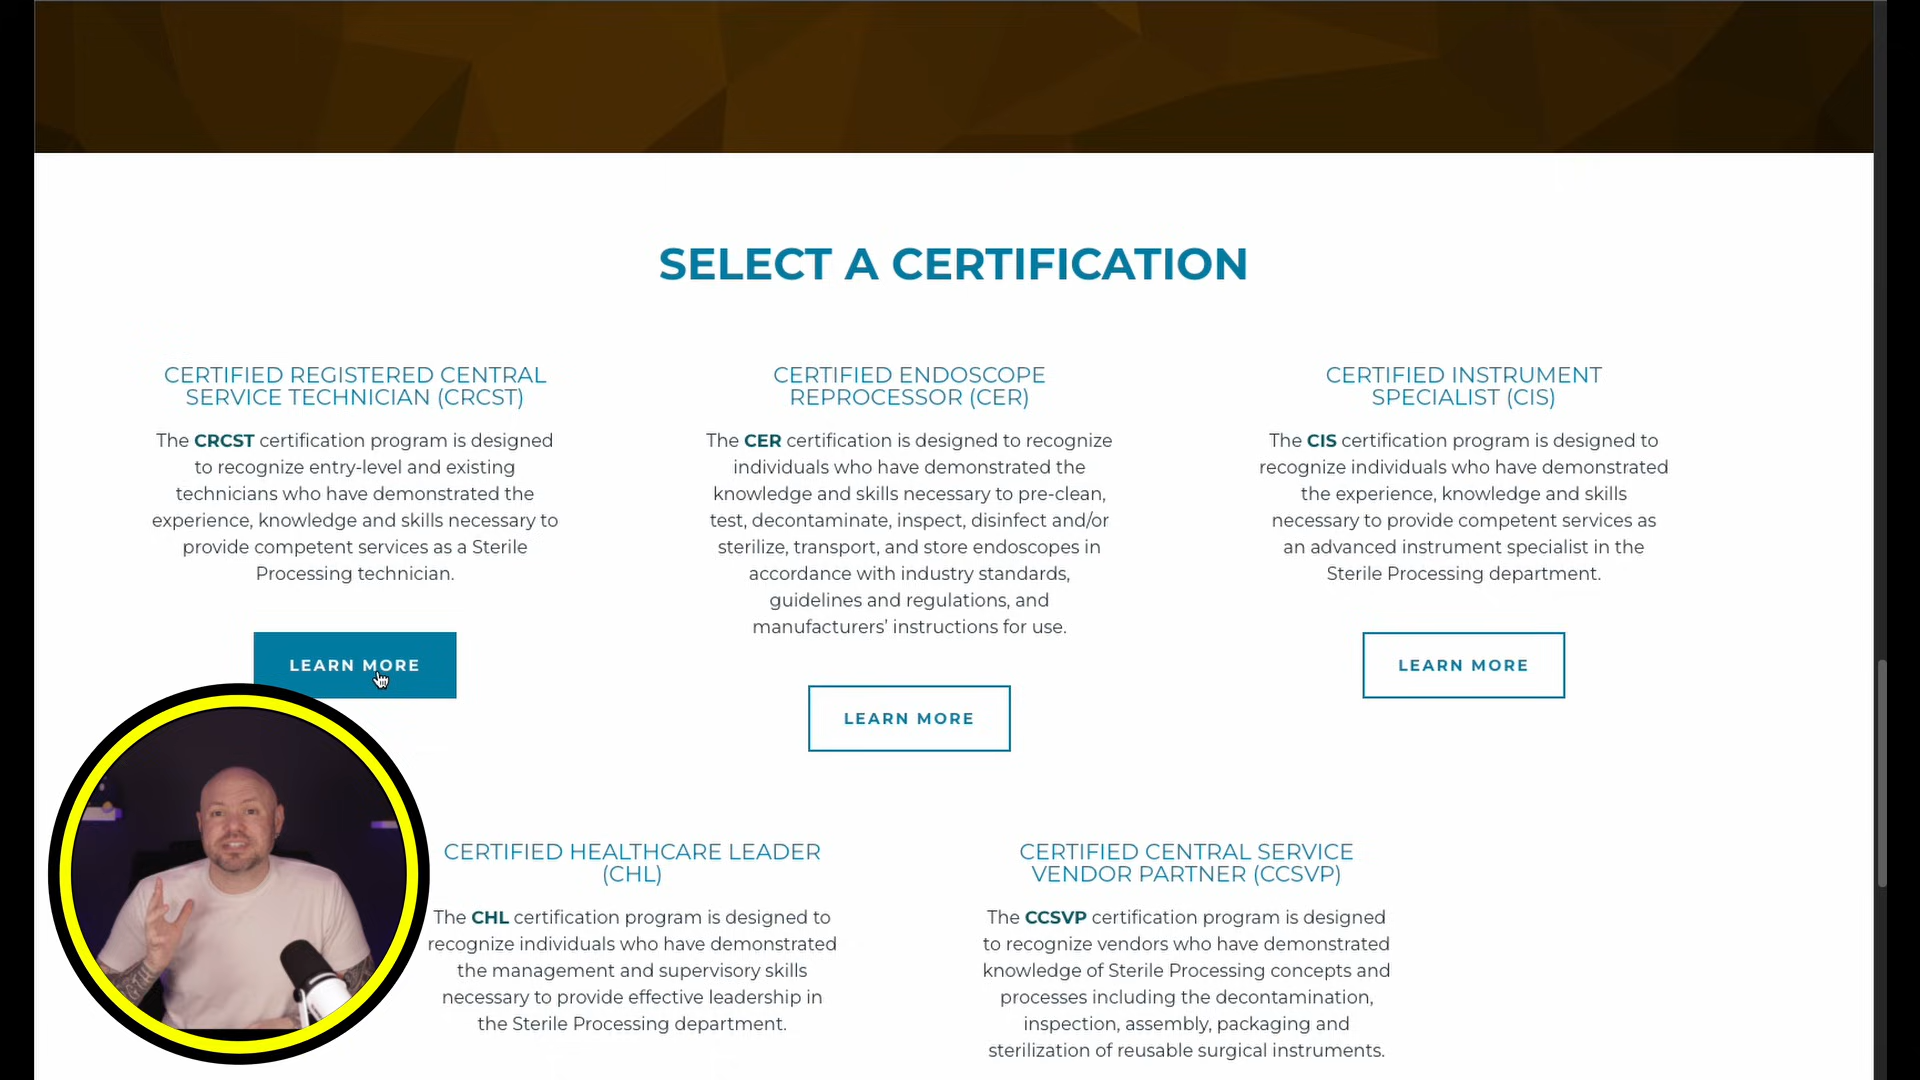 SELECT A CERTIFICATION
CERTIFIED REGISTERED CENTRAL
SERVICE TECHNICIAN (CRCST)
The CRCST certification program is designed
to recognize entry-level and existing
technicians who have demonstrated the
experience, knowledge and skills necessary to
provide competent services as a Sterile
Processing technician.
LEARN MORE
CERTIFIED ENDOSCOPE
REPROCESSOR (CER)
The CER certification is designed to recognize
individuals who have demonstrated the
knowledge and skills necessary to pre-clean,
test, decontaminate, inspect, disinfect and/or
sterilize, transport, and store endoscopes in
accordance with industry standards,
guidelines and regulations, and
manufacturers’ instructions for use.
LEARN MORE
CERTIFIED INSTRUMENT
SPECIALIST (CIS)
The CIS certification program is designed to
recognize individuals who have demonstrated
the experience, knowledge and skills
necessary to provide competent services as
an advanced instrument specialist in the
Sterile Processing department.
LEARN MORE
CERTIFIED HEALTHCARE LEADER
(CHL)
The CHL certification program is designed to
recognize individuals who have demonstrated
the management and supervisory skills
necessary to provide effective leadership in
the Sterile Processing department.
CERTIFIED CENTRAL SERVICE
VENDOR PARTNER (CCSVP)
The CCSVP certification program is designed
to recognize vendors who have demonstrated
knowledge of Sterile Processing concepts and
processes including the decontamination,
inspection, assembly, packaging and
sterilization of reusable surgical instruments.